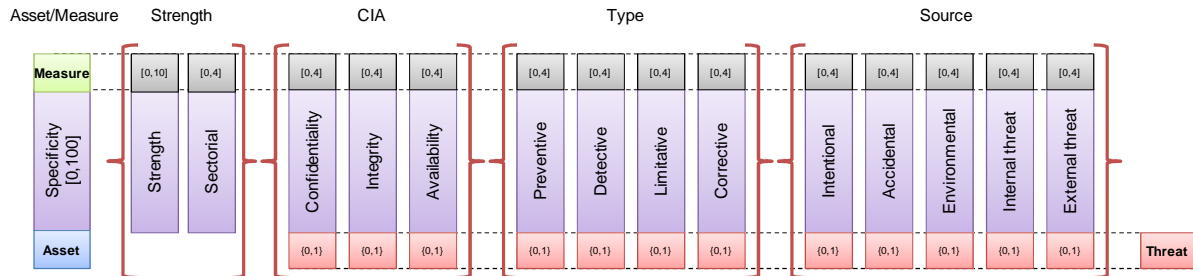 Asset/Measure Strength CIA Type Source
Measure [0,10] [0,4] [0,4] [0,4] [0,4] [0,4] [0,4] [0,4] [0,4] [0,4] [0,4] [0,4] [0,4] [0,4]
Specificity
[0,100]
Strength
Sectorial
Confidentiality
Integrity
Availability
Preventive
Detective
Limitative
Corrective
Intentional
Accidental
Environmental
Internal threat
External threat
Asset {0,1} {0,1} {0,1} {0,1} {0,1} {0,1} {0,1} {0,1} {0,1} {0,1} {0,1} {0,1} Threat